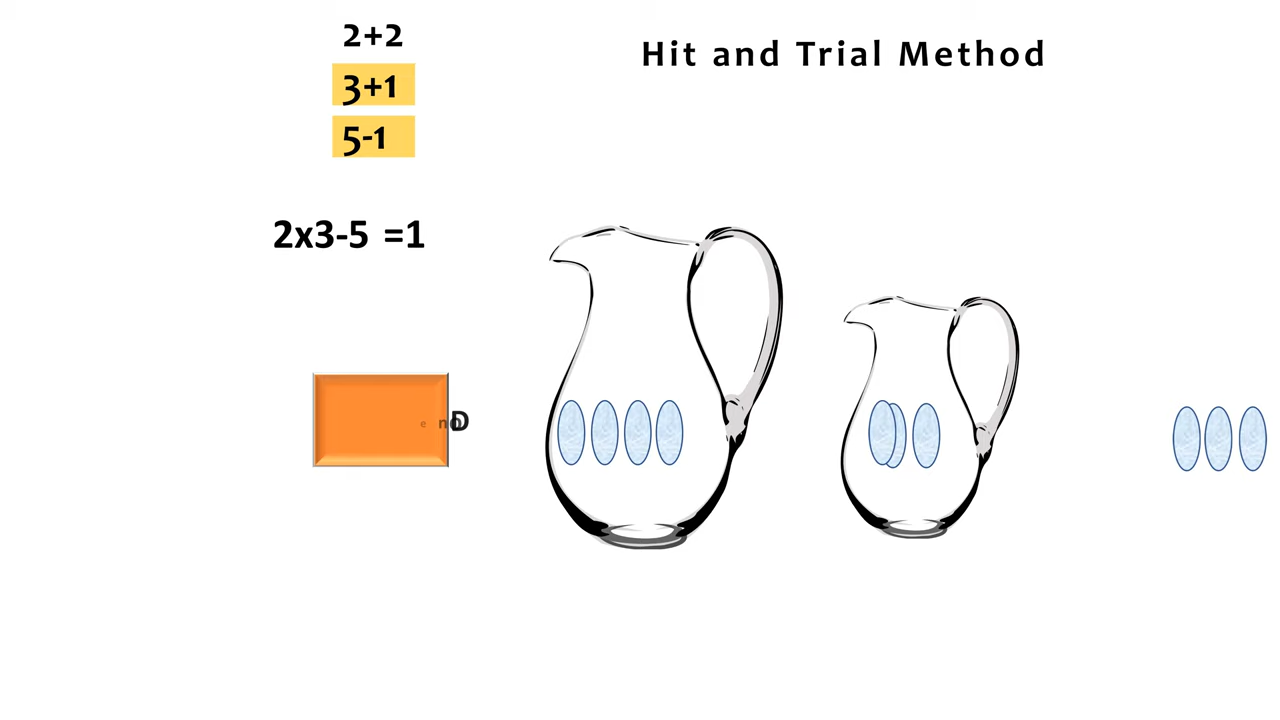 2+2
Hit and Trial Method
3+1
5-1
2x3-5 =1